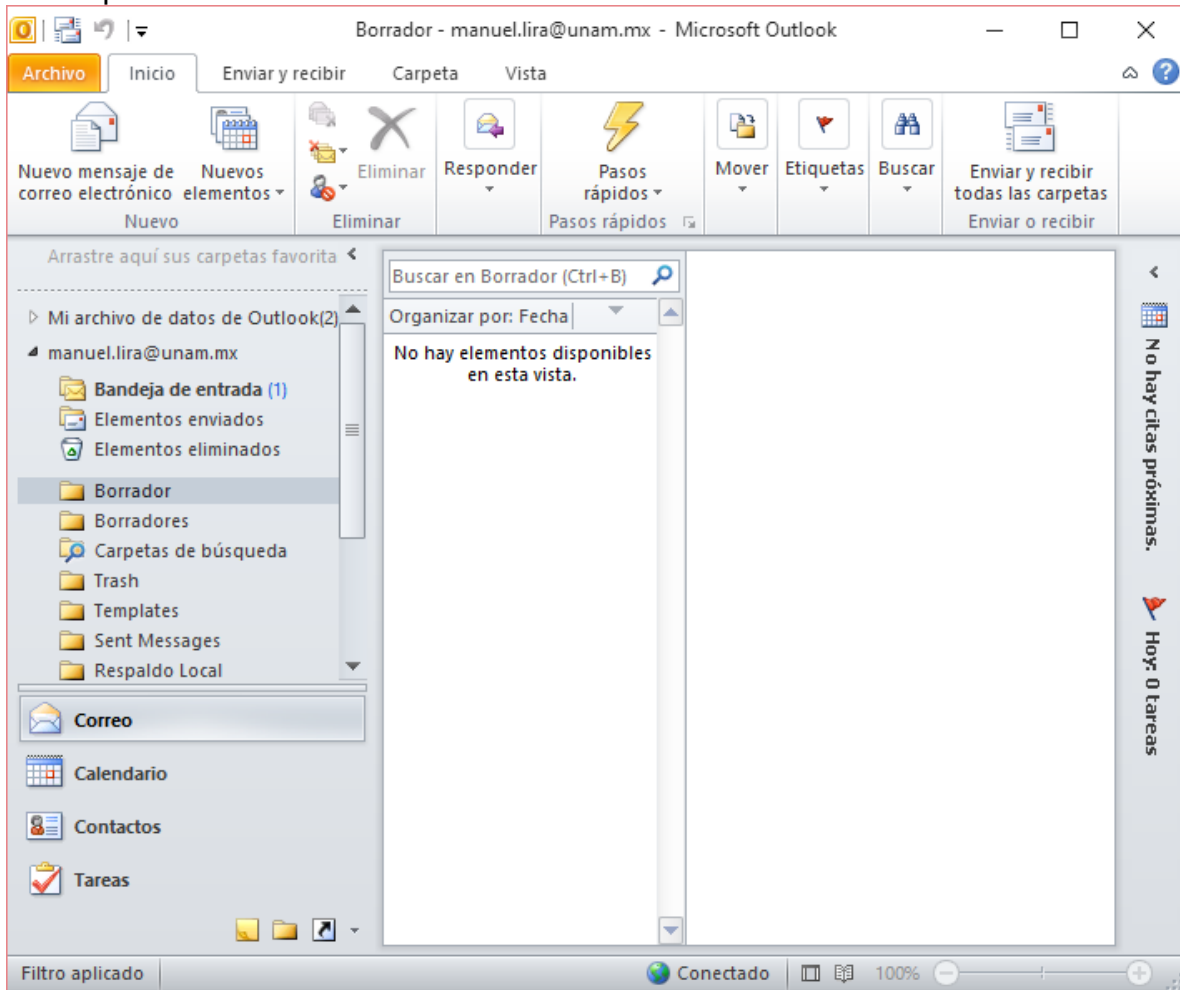 Borrador - manuel.lira@unam.mx - Microsoft Outlook
Archivo Inicio Enviar y recibir Carpeta Vista
Nuevo mensaje de correo electrónico
Nuevos elementos
Eliminar
Responder
Pasos rápidos
Mover
Etiquetas
Buscar
Enviar y recibir todas las carpetas
Nuevo Eliminar Pasos rápidos Enviar o recibir
Arrastre aquí sus carpetas favorita
Mi archivo de datos de Outlook(2)
manuel.lira@unam.mx
Bandeja de entrada (1)
Elementos enviados
Elementos eliminados
Borrador
Borradores
Carpetas de búsqueda
Trash
Templates
Sent Messages
Respaldo Local
Correo
Calendario
Contactos
Tareas
Buscar en Borrador (Ctrl+B)
Organizar por: Fecha
No hay elementos disponibles
en esta vista.
No hay citas próximas.
Hoy: 0 tareas
Filtro aplicado Conectado 100%